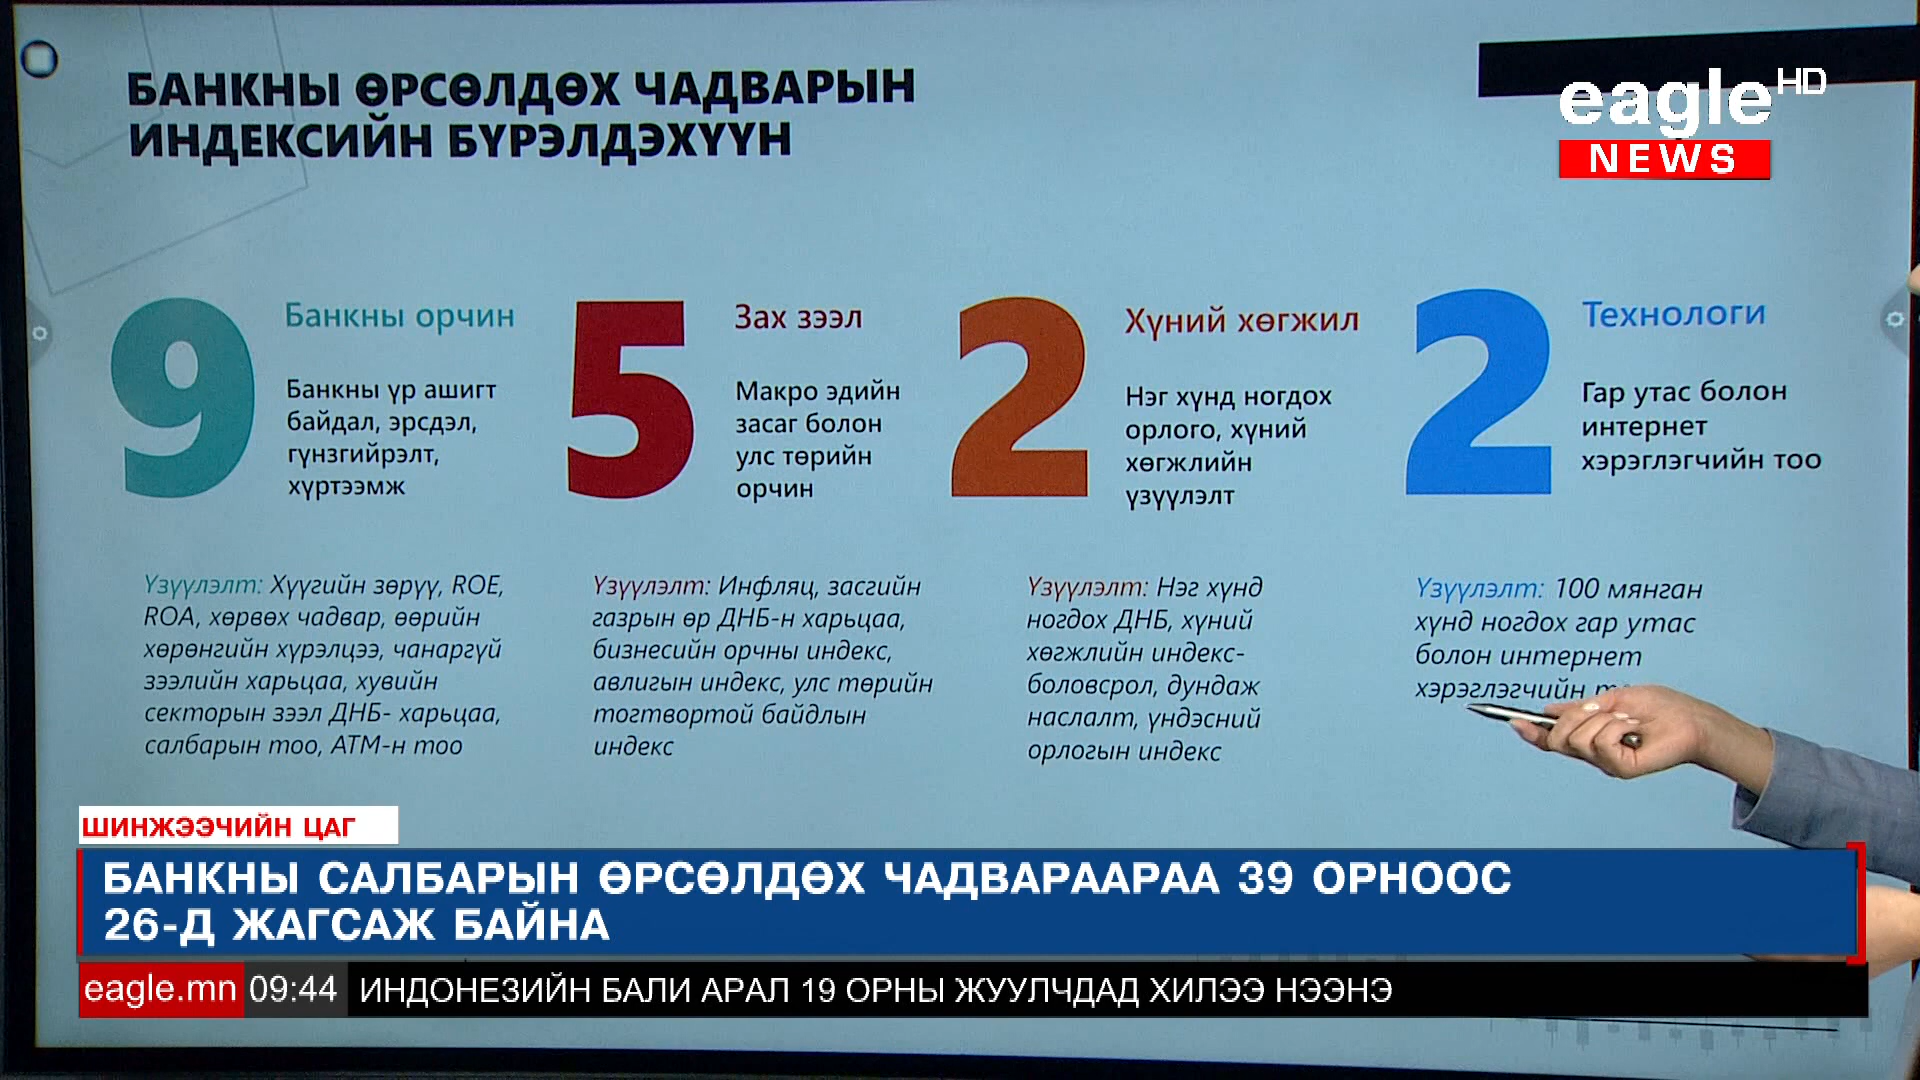 БАНКНЫ ӨРСӨЛДӨХ ЧАДВАРЫН
ИНДЕКСИЙН БҮРЭЛДЭХҮҮН
eagle HD
NEWS
9
Банкны орчин
Банкны үр ашигт
байдал, эрсдэл,
гүнзгийрэлт,
хүртээмж
Үзүүлэлт: Хүүгийн зөрүү, ROE,
ROA, хөрвөх чадвар, өөрийн
хөрөнгийн хүрэлцээ, чанаргүй
зээлийн харьцаа, хувийн
секторын зээл ДНБ- харьцаа,
салбарын тоо, АТМ-н тоо
5
Зах зээл
Макро эдийн
засаг болон
улс төрийн
орчин
Үзүүлэлт: Инфляц, засгийн
газрын өр ДНБ-н харьцаа,
бизнесийн орчны индекс,
авлигын индекс, улс төрийн
тогтвортой байдлын
индекс
2
Хүний хөгжил
Нэг хүнд ногдох
орлого, хүний
хөгжлийн
үзүүлэлт
Үзүүлэлт: Нэг хүнд
ногдох ДНБ, хүний
хөгжлийн индекс-
боловсрол, дундаж
наслалт, үндэсний
орлогын индекс
2
Технологи
Гар утас болон
интернет
хэрэглэгчийн тоо
Үзүүлэлт: 100 мянган
хүнд ногдох гар утас
болон интернет
хэрэглэгчийн
ШИНЖЭЭЧИЙН ЦАГ
БАНКНЫ САЛБАРЫН ӨРСӨЛДӨХ ЧАДВАРААРАА 39 ОРНООС
26-Д ЖАГСАЖ БАЙНА
eagle.mn 09:44 ИНДОНЕЗИЙН БАЛИ АРАЛ 19 ОРНЫ ЖУУЛЧДАД ХИЛЭЭ НЭЭНЭ